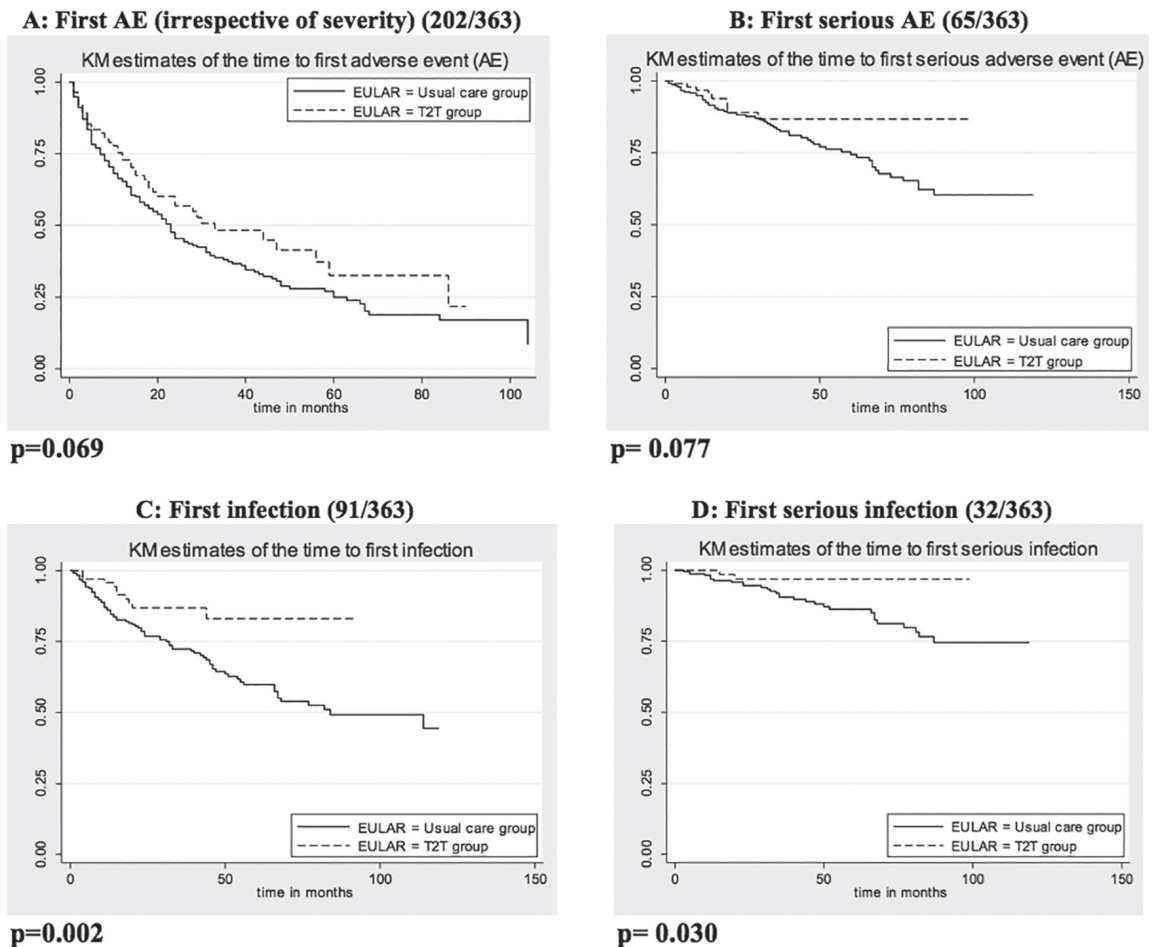 A: First AE (irrespective of severity) (202/363)
KM estimates of the time to first adverse event (AE)
EULAR = Usual care group
EULAR = T2T group
1.00
0.75
0.50
0.25
0.00
0 20 40 60 80 100
time in months
p=0.069
B: First serious AE (65/363)
KM estimates of the time to first serious adverse event (AE)
1.00
0.75
0.50
0.25
0.00
EULAR = Usual care group
EULAR = T2T group
0 50 100 150
time in months
p= 0.077
C: First infection (91/363)
KM estimates of the time to first infection
1.00
0.75
0.50
0.25
0.00
EULAR = Usual care group
EULAR = T2T group
0 50 100 150
time in months
p=0.002
D: First serious infection (32/363)
KM estimates of the time to first serious infection
1.00
0.75
0.50
0.25
0.00
EULAR = Usual care group
EULAR = T2T group
0 50 100 150
time in months
p= 0.030